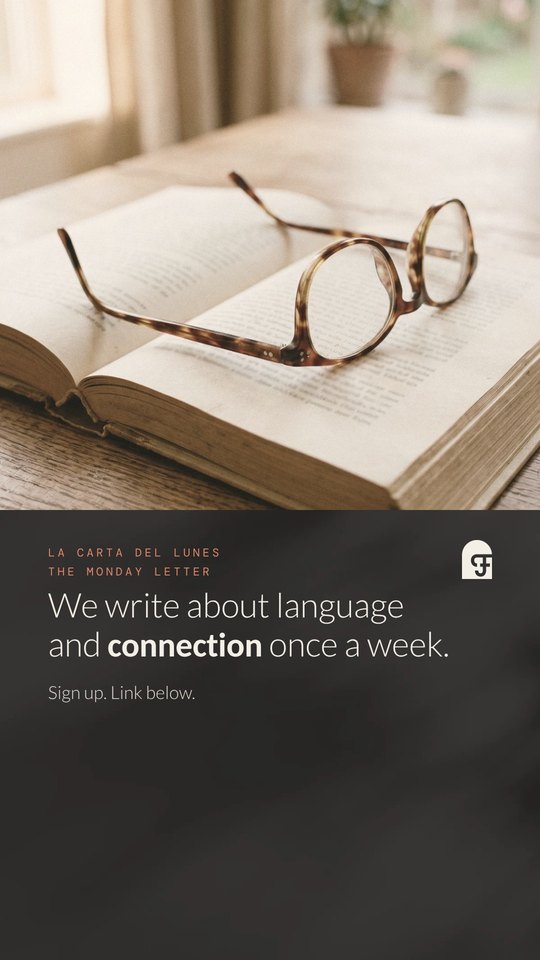 LA CARTA DEL LUNES
THE MONDAY LETTER
We write about language
and connection once a week.
Sign up. Link below.